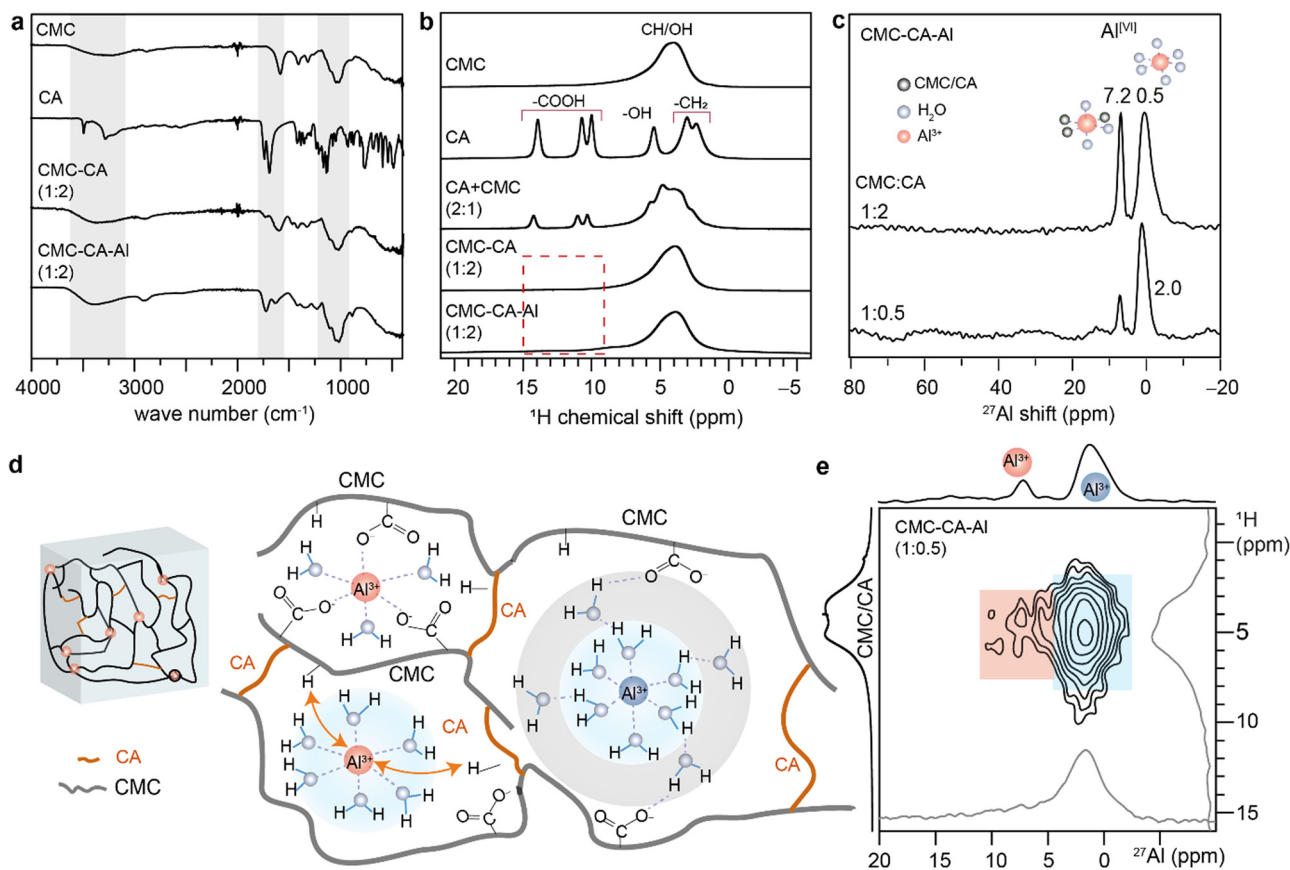 a
CMC
CA
CMC-CA
(1:2)
CMC-CA-Al
(1:2)
4000 3000 2000 1000
wave number (cm⁻¹)
b
CH/OH
CMC
-COOH
-OH
-CH₂
CA
CA+CMC
(2:1)
CMC-CA
(1:2)
CMC-CA-Al
(1:2)
20 15 10 5 0 −5
¹H chemical shift (ppm)
c
CMC-CA-Al
Al[VI]
CMC/CA
H₂O
Al³⁺
7.2 0.5
CMC:CA
1:2
1:0.5
2.0
80 60 40 20 0 −20
²⁷Al shift (ppm)
d
CA
CMC
CMC
H
C
O
O⁻
H
H
H
H
Al³⁺
H
H
O
C
O⁻
O⁻
C
O
H
CA
CA
CMC
H
CA
H
H
H
H
H
H
Al³⁺
H
H
H
H
H
H
H
O⁻
C
O
CMC
H
C
O
O⁻
H
H
H
H
H
H
H
H
H
H
H
H
Al³⁺
H
H
H
H
H
H
H
H
O
C
O⁻
CA
e
Al³⁺
Al³⁺
CMC-CA-Al
(1:0.5)
CMC/CA
¹H
(ppm)
5
10
15
20 15 10 5 0 ²⁷Al (ppm)